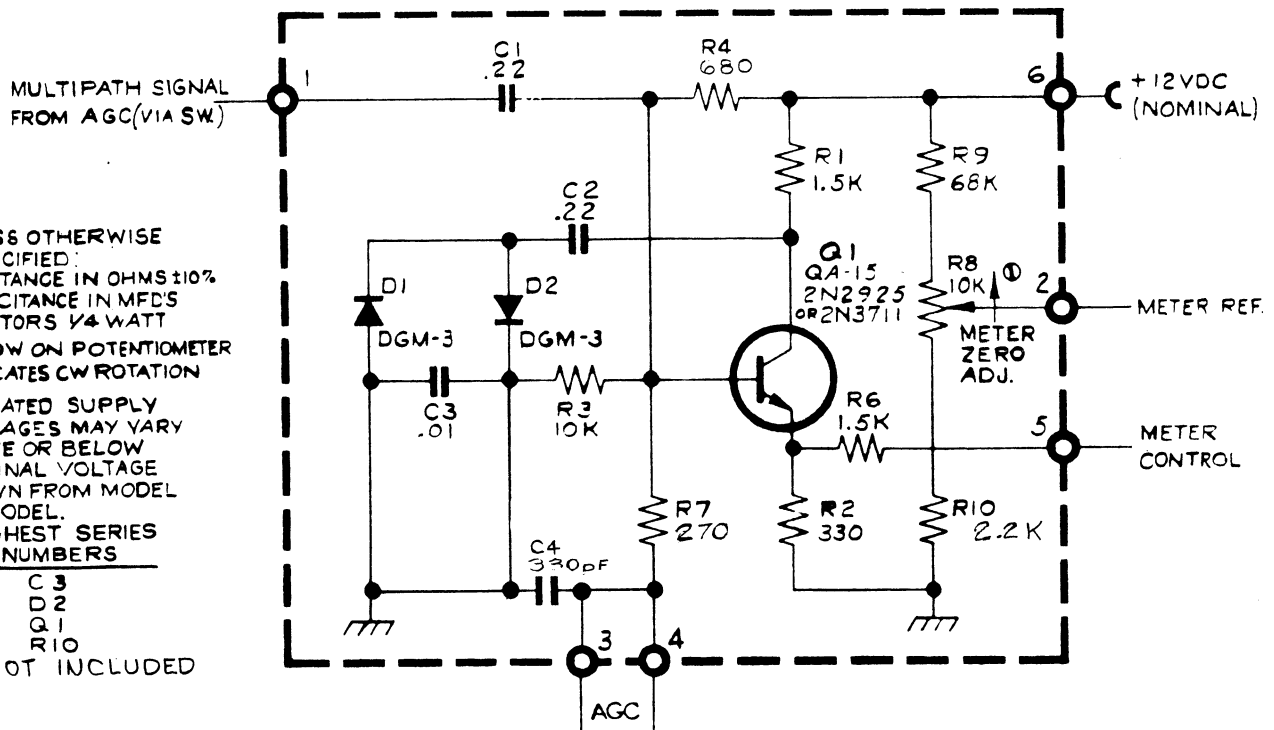 MULTIPATH SIGNAL
FROM AGC (VIA SW.)
1
C1
.22
R4
680
6
+12VDC
(NOMINAL)
R1
1.5K
R9
68K
C2
.22
SS OTHERWISE
CIFIED:
TANCE IN OHMS ±10%
CITANCE IN MFD'S
TORS 1/4 WATT
OW ON POTENTIOMETER
CATES CW ROTATION
ATED SUPPLY
AGES MAY VARY
E OR BELOW
NAL VOLTAGE
VN FROM MODEL
ODEL.
GHEST SERIES
NUMBERS
C3
D2
Q1
R10
OT INCLUDED
D1
DGM-3
D2
DGM-3
Q1
QA-15
2N2925
OR 2N3711
R8
10K
①
METER
ZERO
ADJ.
2
METER REF.
C3
.01
R3
10K
R6
1.5K
5
METER
CONTROL
R7
270
R2
330
R10
2.2K
C4
330pF
3
4
AGC